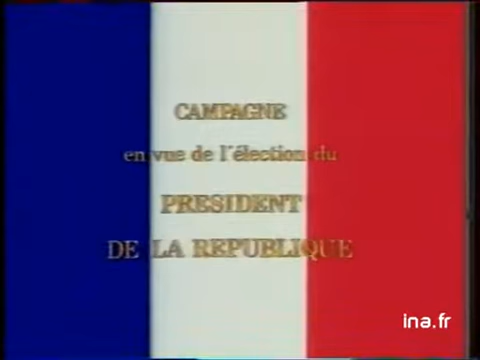 CAMPAGNE
en vue de l'élection du
PRESIDENT
DE LA REPUBLIQUE
ina.fr